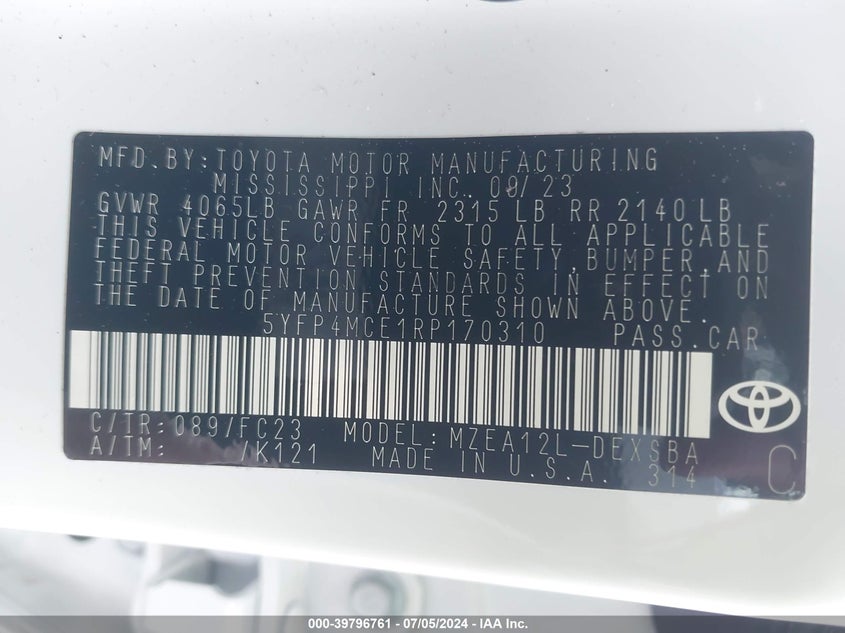 MFD.BY:TOYOTA MOTOR MANUFACTURING
MISSISSIPPI INC. 09/23
GVWR 4065LB GAWR FR 2315LB RR 2140LB
THIS VEHICLE CONFORMS TO ALL APPLICABLE
FEDERAL MOTOR VEHICLE SAFETY,BUMPER,AND
THEFT PREVENTION STANDARDS IN EFFECT ON
THE DATE OF MANUFACTURE SHOWN ABOVE.
5YFP4MCE1RP170310 PASS.CAR
C/TR:089/FC23 MODEL:MZEA12L-DEXSBA
A/TM: /K121 MADE IN U.S.A. 314
C
000-39796761 / 07/05/2024 - IAA Inc.